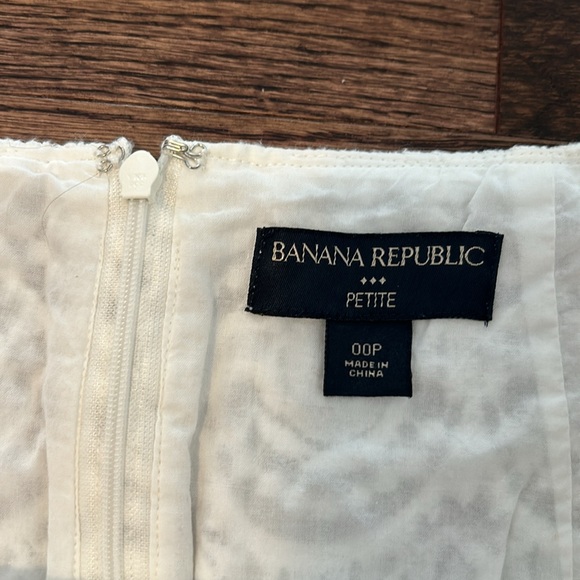 BANANA REPUBLIC
PETITE
00P
MADE IN
CHINA